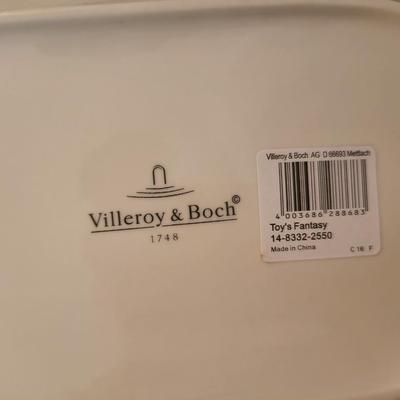 Villeroy & Boch©
1748
Villeroy & Boch AG D 66693 Mettlach
4 003686 288683
Toy's Fantasy
14-8332-2550
Made in China
C 16 F